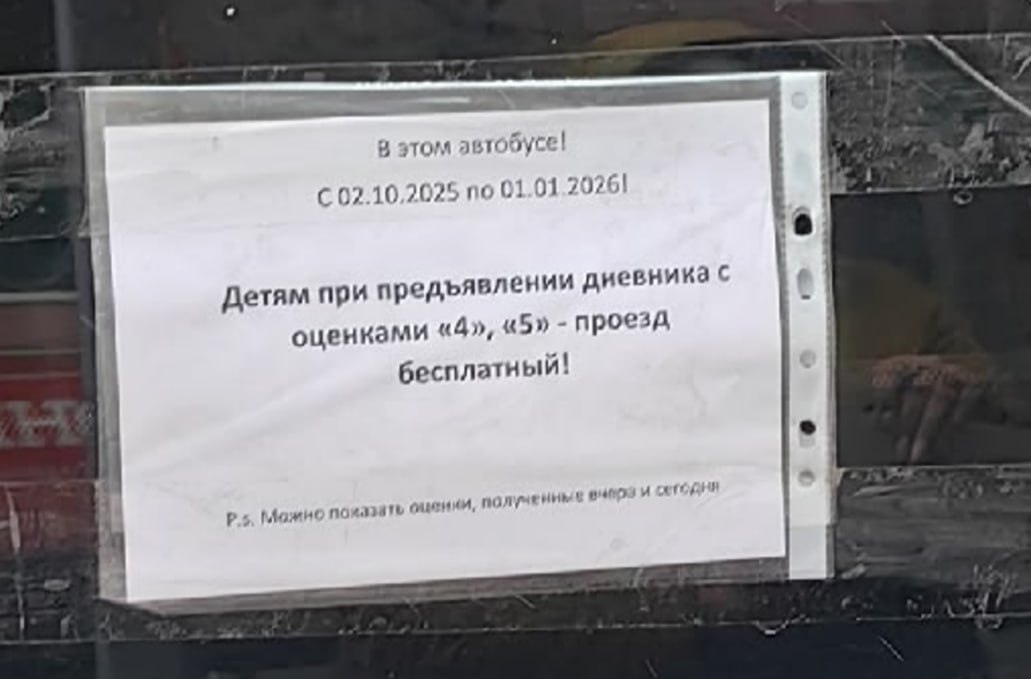 В этом автобусе!
С 02.10.2025 по 01.01.2026!
Детям при предъявлении дневника с
оценками «4», «5» - проезд
бесплатный!
P.s. Можно показать оценки, полученные вчера и сегодня